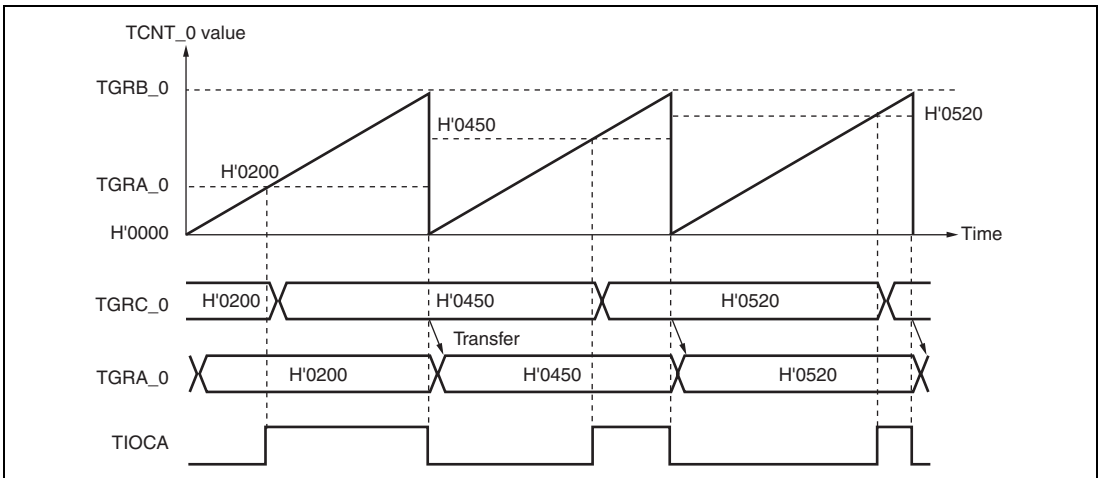 TCNT_0 value
TGRB_0
H'0450
H'0520
H'0200
TGRA_0
H'0000
Time
TGRC_0
H'0200
H'0450
H'0520
Transfer
TGRA_0
H'0200
H'0450
H'0520
TIOCA